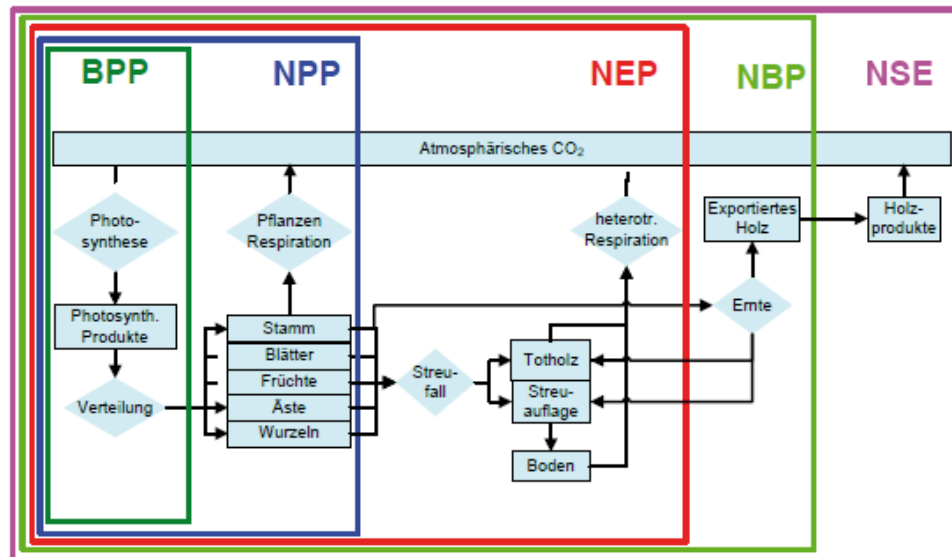 BPP
NPP
NEP
NBP
NSE
Atmosphärisches CO₂
Photo-
synthese
Pflanzen
Respiration
heterotr.
Respiration
Exportiertes
Holz
Holz-
produkte
Photosynth.
Produkte
Stamm
Blätter
Früchte
Äste
Wurzeln
Verteilung
Streu-
fall
Totholz
Streu-
auflage
Boden
Ernte